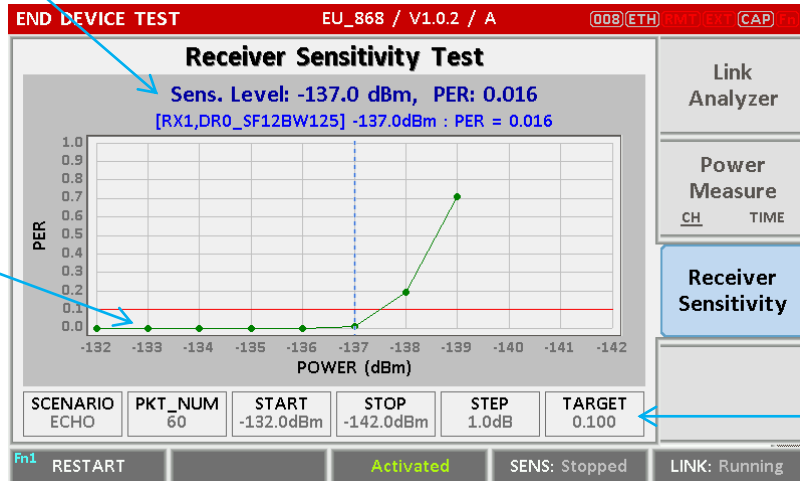 END DEVICE TEST EU_868 / V1.0.2 / A 008 ETH RMT EXT CAP Fn
Receiver Sensitivity Test
Sens. Level: -137.0 dBm, PER: 0.016
[RX1,DR0_SF12BW125] -137.0dBm : PER = 0.016
1.0
0.8
0.7
0.6
0.5
0.4
0.3
0.2
0.1
0.0
PER
-132 -133 -134 -135 -136 -137 -138 -139 -140 -141 -142
POWER (dBm)
SCENARIO PKT_NUM START STOP STEP TARGET
ECHO 60 -132.0dBm -142.0dBm 1.0dB 0.100
Link
Analyzer
Power
Measure
CH TIME
Receiver
Sensitivity
Fn1 RESTART Activated SENS: Stopped LINK: Running